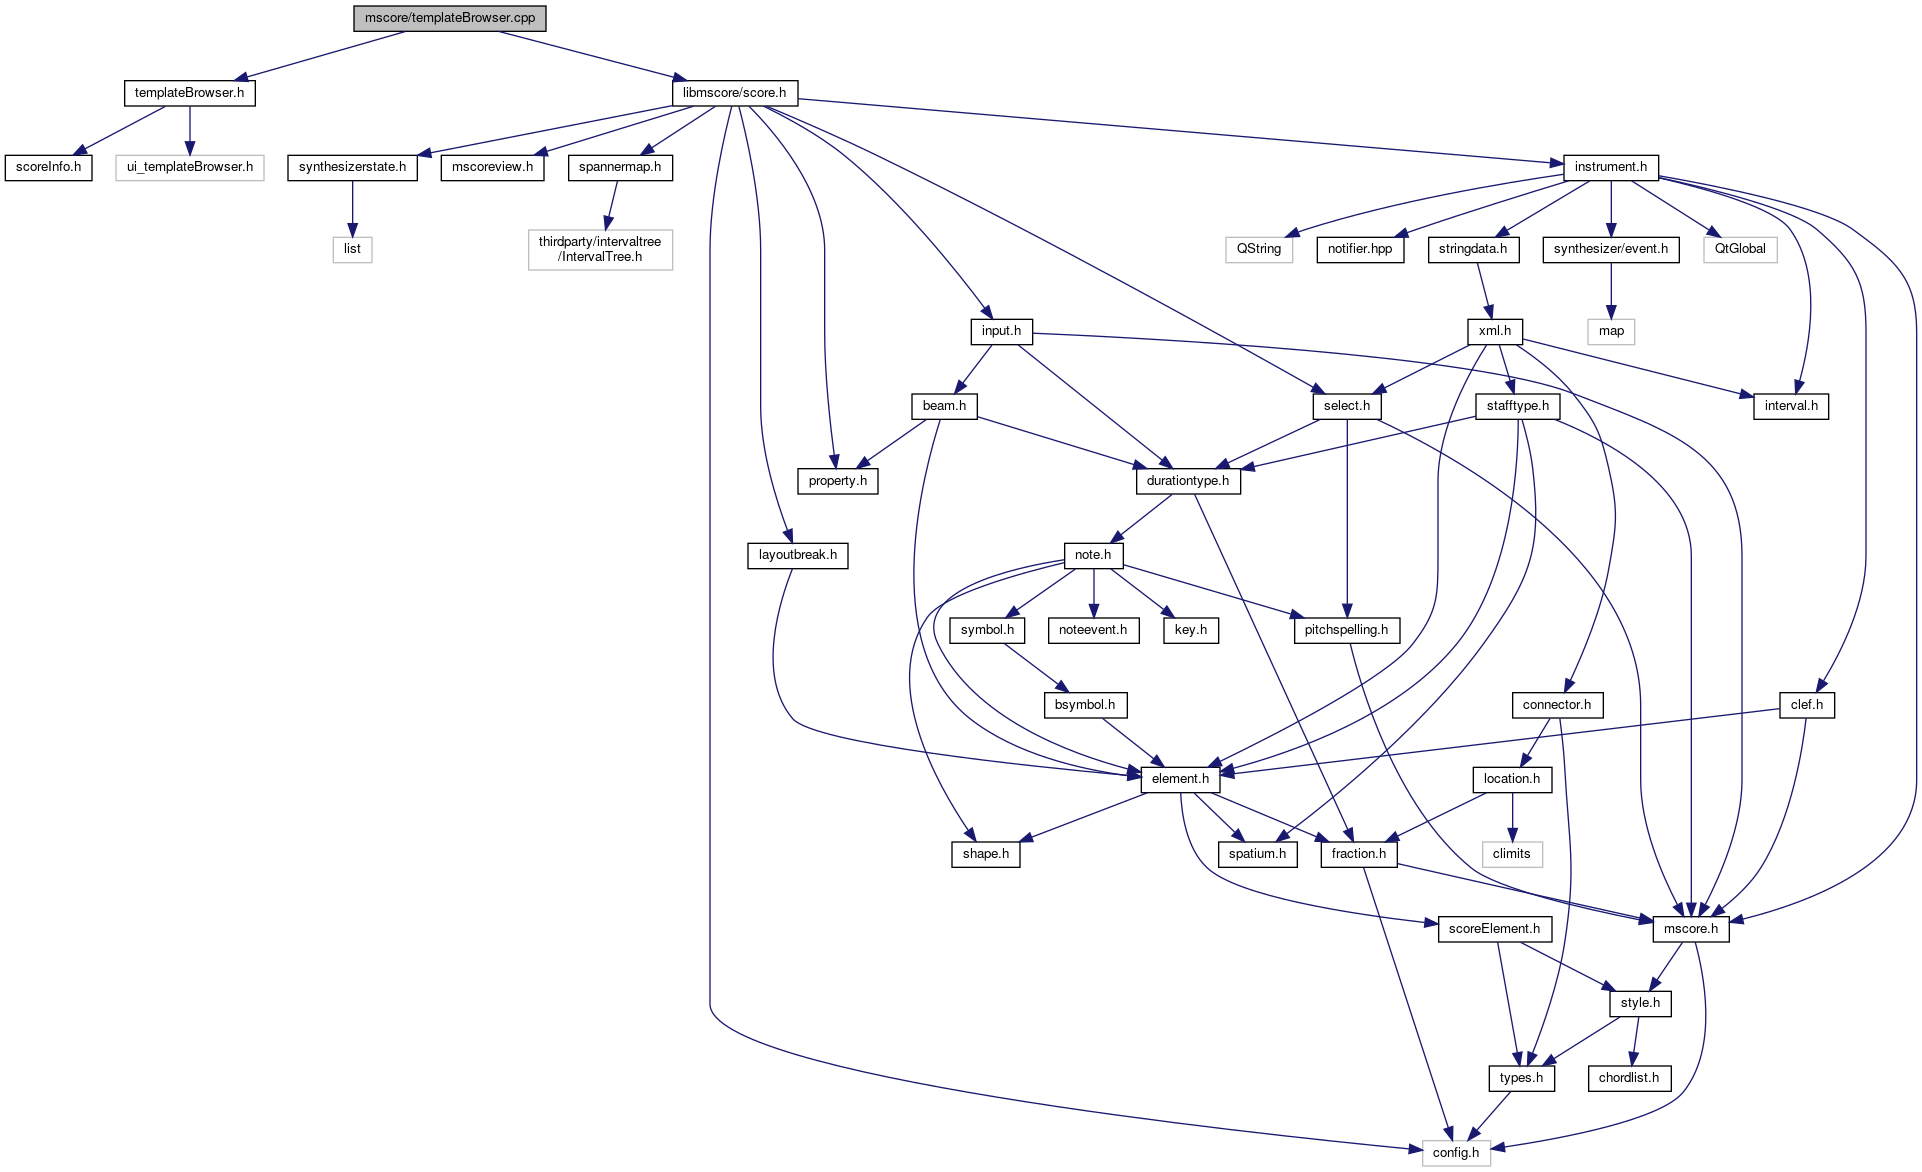 mscore/templateBrowser.cpp
templateBrowser.h
libmscore/score.h
scoreInfo.h
ui_templateBrowser.h
synthesizerstate.h
mscoreview.h
spannermap.h
instrument.h
list
thirdparty/intervaltree
/IntervalTree.h
QString
notifier.hpp
stringdata.h
synthesizer/event.h
QtGlobal
input.h
xml.h
map
beam.h
select.h
stafftype.h
interval.h
property.h
durationtype.h
layoutbreak.h
note.h
symbol.h
noteevent.h
key.h
pitchspelling.h
bsymbol.h
connector.h
clef.h
element.h
location.h
shape.h
spatium.h
fraction.h
climits
scoreElement.h
mscore.h
style.h
types.h
chordlist.h
config.h